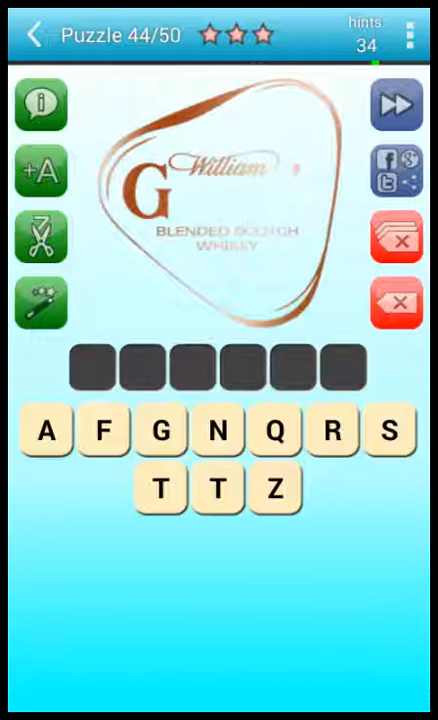 Puzzle 44/50
hints:
34
+A
William
G
BLENDED SCOTCH
WHISKY
A F G N Q R S
T T Z